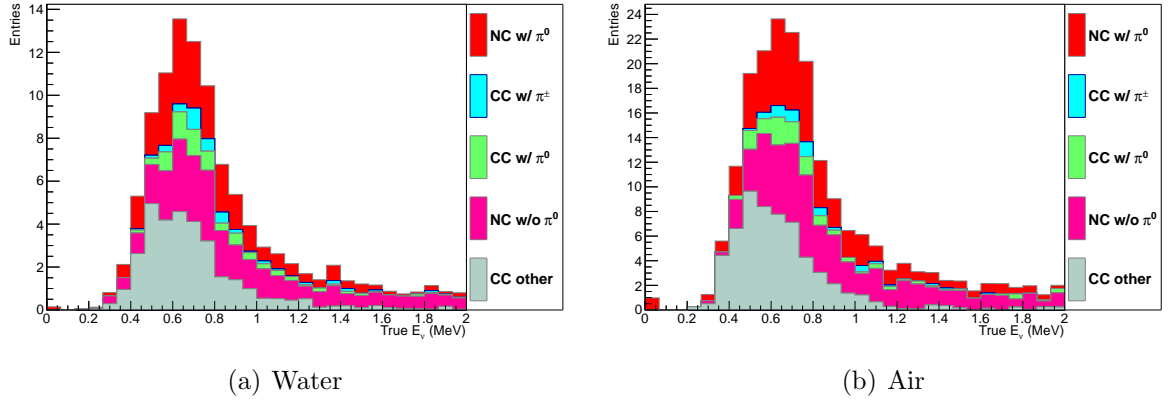 Entries
14
12
10
8
6
4
2
0
0 0.2 0.4 0.6 0.8 1 1.2 1.4 1.6 1.8 2
True Eν (MeV)
NC w/ π⁰
CC w/ π±
CC w/ π⁰
NC w/o π⁰
CC other
(a) Water
Entries
24
22
20
18
16
14
12
10
8
6
4
2
0
0 0.2 0.4 0.6 0.8 1 1.2 1.4 1.6 1.8 2
True Eν (MeV)
NC w/ π⁰
CC w/ π±
CC w/ π⁰
NC w/o π⁰
CC other
(b) Air